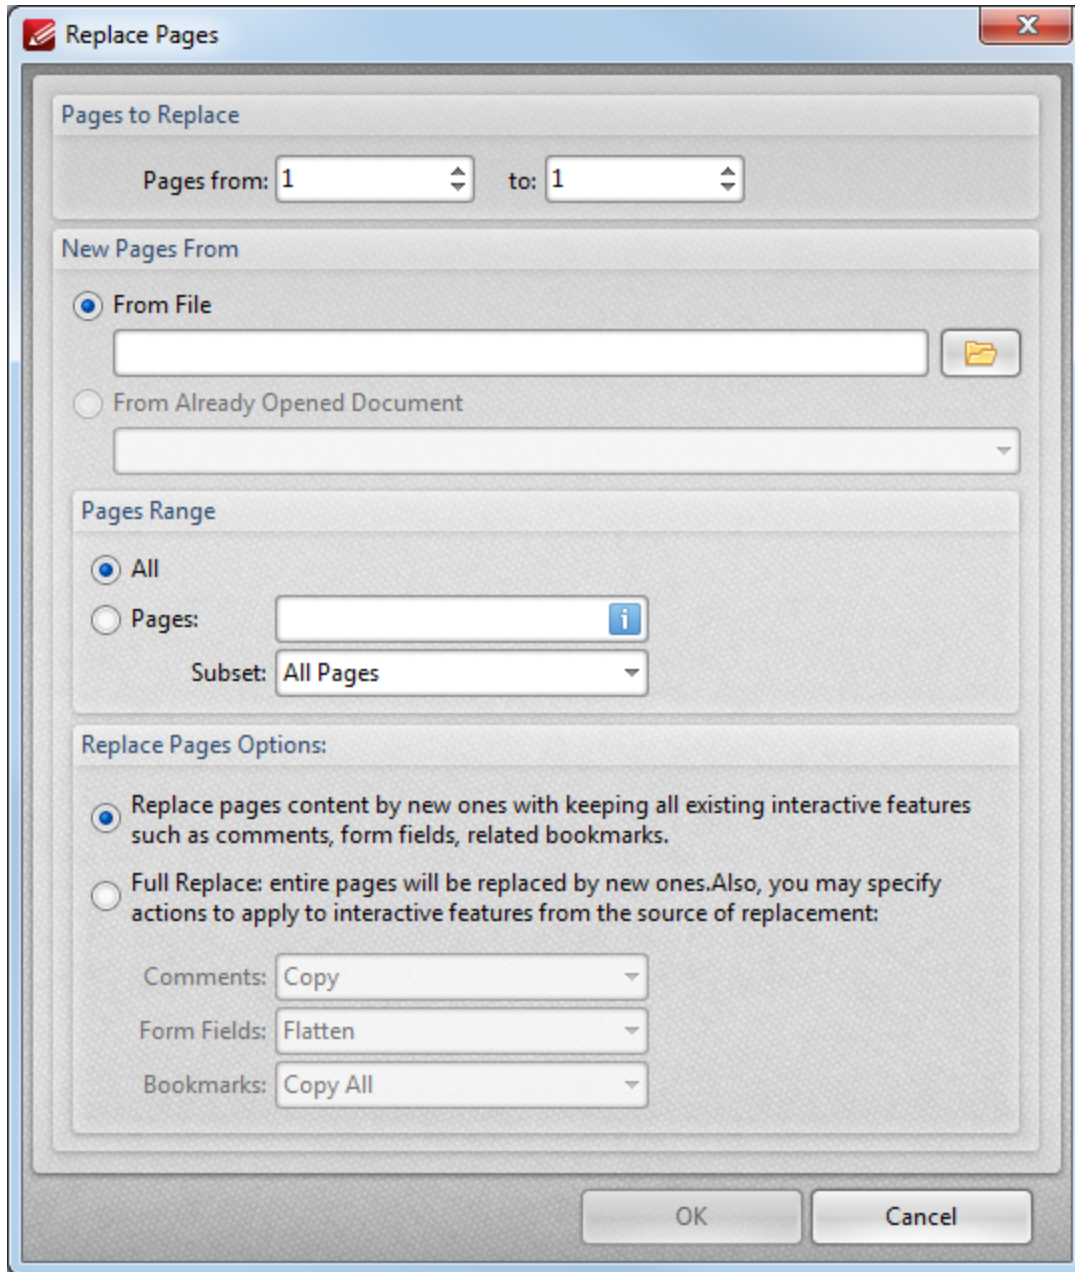 Replace Pages
Pages to Replace
Pages from: 1 to: 1
New Pages From
From File
From Already Opened Document
Pages Range
All
Pages:
Subset: All Pages
Replace Pages Options:
Replace pages content by new ones with keeping all existing interactive features
such as comments, form fields, related bookmarks.
Full Replace: entire pages will be replaced by new ones.Also, you may specify
actions to apply to interactive features from the source of replacement:
Comments: Copy
Form Fields: Flatten
Bookmarks: Copy All
OK Cancel